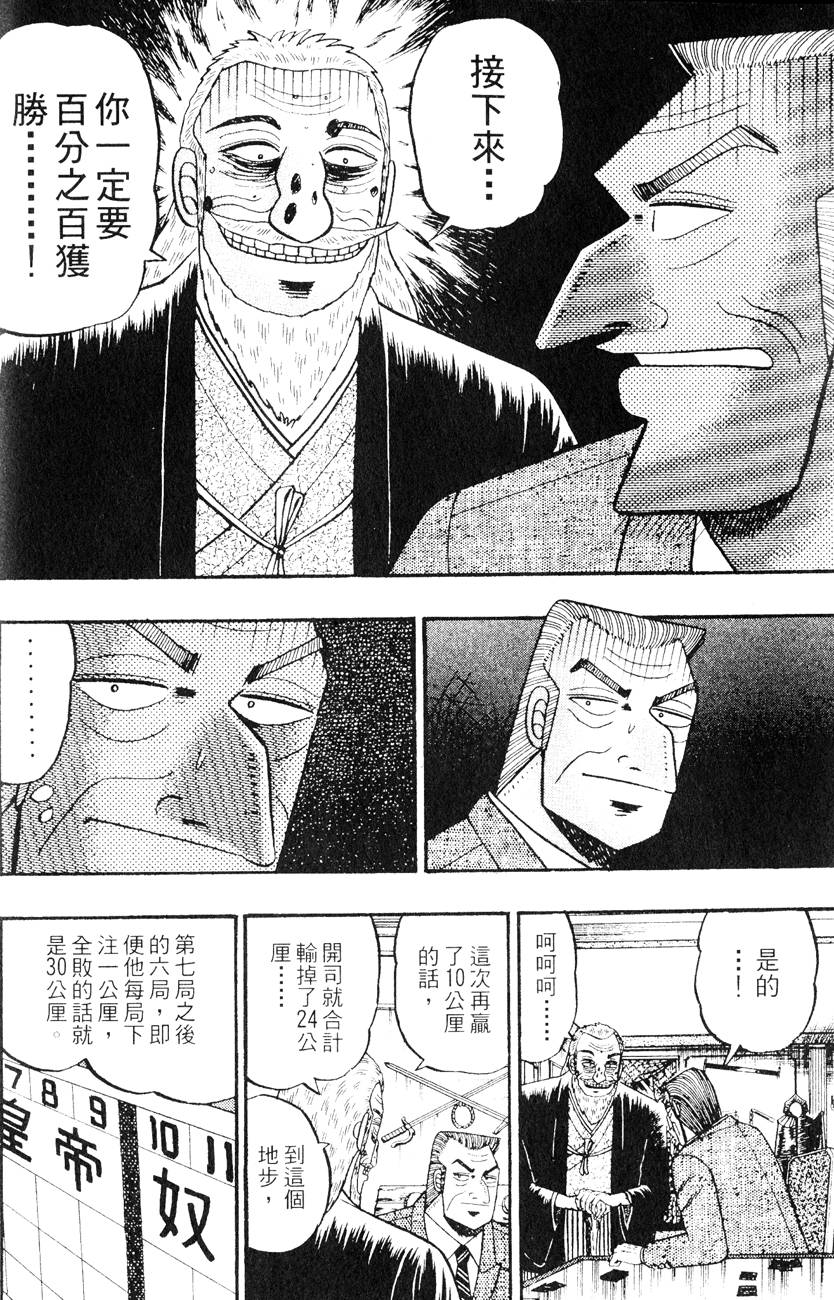 接下來…
你一定要
百分之百獲
勝…………！
………
是的
…！
呵呵呵……
這次再贏
了10公厘
的話，
開司就合計
輸掉了24公
厘……
到這個
地步，
第七局之後
的六局，即
便他每局下
注一公厘，
全敗的話就
是30公厘。
7 8 9 10 11
皇帝 奴